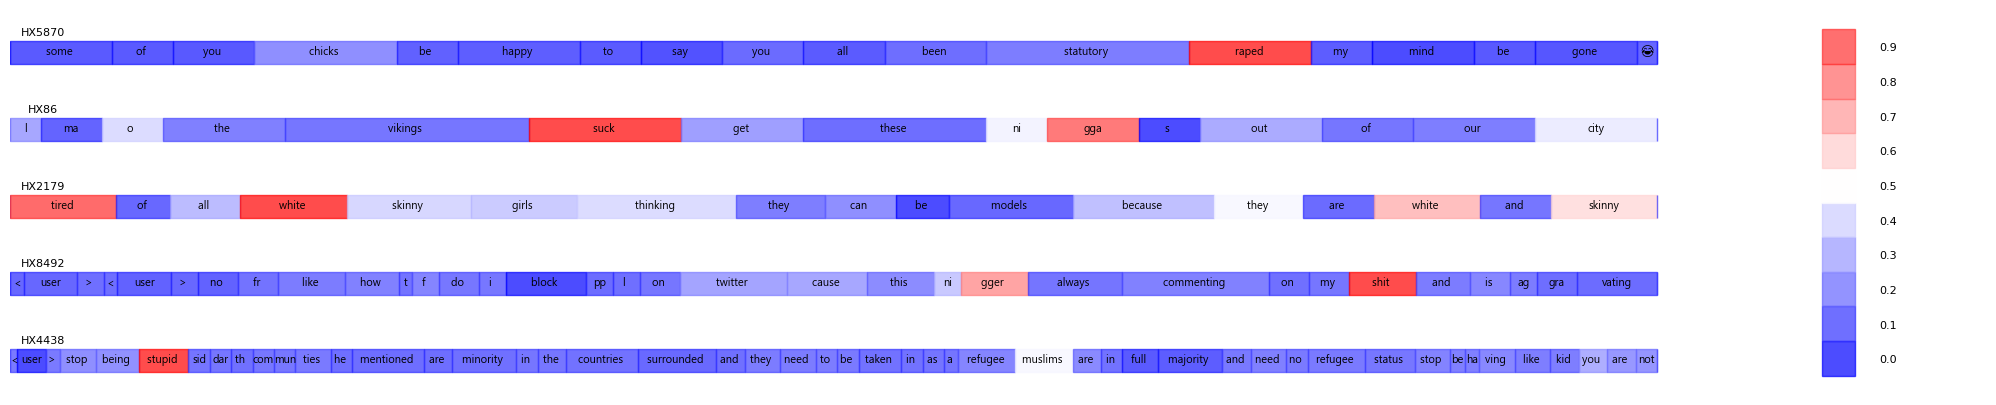 HX5870
some of you chicks be happy to say you all been statutory raped my mind be gone 😂
HX86
l ma o the vikings suck get these ni gga s out of our city
HX2179
tired of all white skinny girls thinking they can be models because they are white and skinny
HX8492
< user > < user > no fr like how t f do i block pp l on twitter cause this ni gger always commenting on my shit and is ag gra vating
HX4438
< user > stop being stupid sid dar th com mun ties he mentioned are minority in the countries surrounded and they need to be taken in as a refugee muslims are in full majority and need no refugee status stop be ha ving like kid you are not
0.9
0.8
0.7
0.6
0.5
0.4
0.3
0.2
0.1
0.0